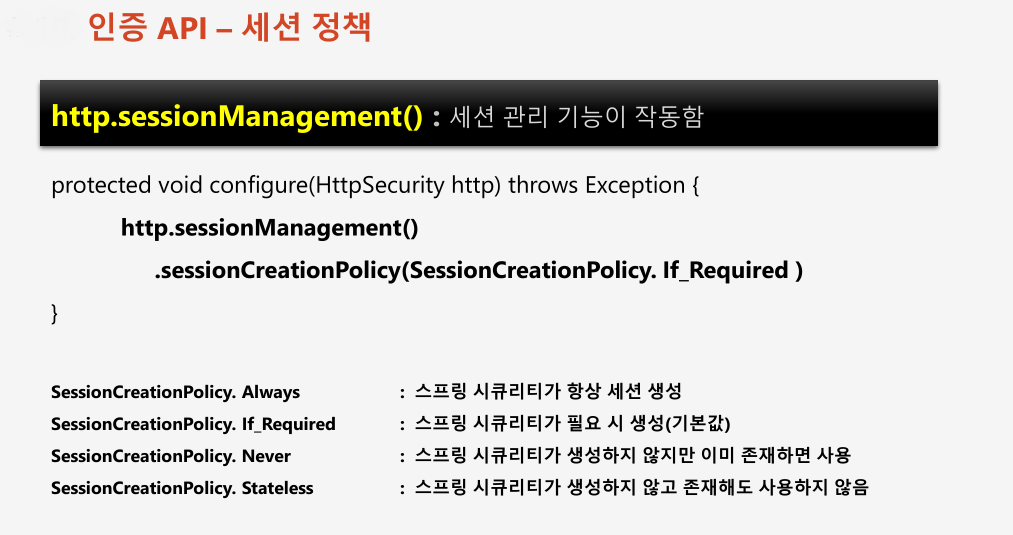 인증 API – 세션 정책
http.sessionManagement() : 세션 관리 기능이 작동함
protected void configure(HttpSecurity http) throws Exception {
http.sessionManagement()
.sessionCreationPolicy(SessionCreationPolicy. If_Required )
}
SessionCreationPolicy. Always : 스프링 시큐리티가 항상 세션 생성
SessionCreationPolicy. If_Required : 스프링 시큐리티가 필요 시 생성(기본값)
SessionCreationPolicy. Never : 스프링 시큐리티가 생성하지 않지만 이미 존재하면 사용
SessionCreationPolicy. Stateless : 스프링 시큐리티가 생성하지 않고 존재해도 사용하지 않음